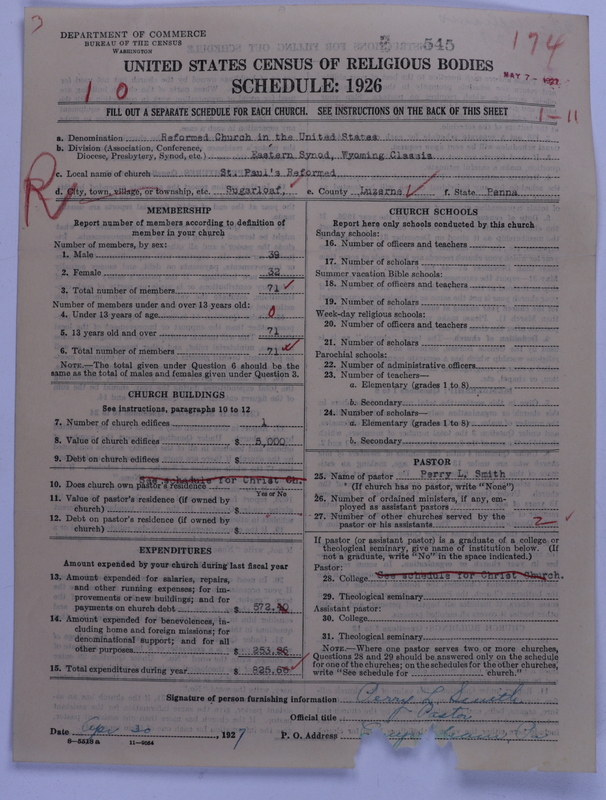 3
DEPARTMENT OF COMMERCE
BUREAU OF THE CENSUS
WASHINGTON
545
174
UNITED STATES CENSUS OF RELIGIOUS BODIES
MAY 7 - 1927
SCHEDULE: 1926
1 0
FILL OUT A SEPARATE SCHEDULE FOR EACH CHURCH. SEE INSTRUCTIONS ON THE BACK OF THIS SHEET
1-11
a. Denomination Reformed Church in the United States
b. Division (Association, Conference, Diocese, Presbytery, Synod, etc.) Eastern Synod, Wyoming Classis
c. Local name of church St. Paul's Reformed
R
d. City, town, village, or township, etc. Sugarloaf, e. County Luzerne f. State Penna
MEMBERSHIP
Report number of members according to definition of
member in your church
Number of members, by sex:
1. Male 39
2. Female 32
3. Total number of members 71
Number of members under and over 13 years old:
4. Under 13 years of age 0
5. 13 years old and over 71
6. Total number of members 71
NOTE.—The total given under Question 6 should be
same as the total of males and females given under Question 3.
CHURCH BUILDINGS
See instructions, paragraphs 10 to 12
7. Number of church edifices 1
8. Value of church edifices $ 5,000
9. Debt on church edifices $
See schedule for Christ Ch.
10. Does church own pastor's residence
Yes or No
11. Value of pastor's residence (if owned by
church) $
12. Debt on pastor's residence (if owned by
church) $
EXPENDITURES
Amount expended by your church during last fiscal year
13. Amount expended for salaries, repairs,
and other running expenses; for im-
provements or new buildings; and for
payments on church debt $ 572.
14. Amount expended for benevolences, in-
cluding home and foreign missions; for
denominational support; and for all
other purposes $ 253.86
15. Total expenditures during year $ 825.66
CHURCH SCHOOLS
Report here only schools conducted by this church
Sunday schools:
16. Number of officers and teachers
17. Number of scholars
Summer vacation Bible schools:
18. Number of officers and teachers
19. Number of scholars
Week-day religious schools:
20. Number of officers and teachers
21. Number of scholars
Parochial schools:
22. Number of administrative officers
23. Number of teachers—
a. Elementary (grades 1 to 8)
b. Secondary
24. Number of scholars—
a. Elementary (grades 1 to 8)
b. Secondary
PASTOR
25. Name of pastor Perry L. Smith
(If church has no pastor, write "None")
26. Number of ordained ministers, if any, em-
ployed as assistant pastors
27. Number of other churches served by the
pastor or his assistants 2
If pastor (or assistant pastor) is a graduate of a college or
theological seminary, give name of institution below. (If
not a graduate, write "No" in the space indicated.)
Pastor:
28. College See schedule for Christ Church.
29. Theological seminary
Assistant pastor:
30. College
31. Theological seminary
NOTE.—Where one pastor serves two or more churches,
Questions 28 and 29 should be answered only on the schedule
for one of the churches; on the schedules for the other churches,
write "See schedule for church."
Signature of person furnishing information Perry L. Smith
Official title Pastor
Date Apr 30, 1927 P. O. Address
6-5318a 11-9064